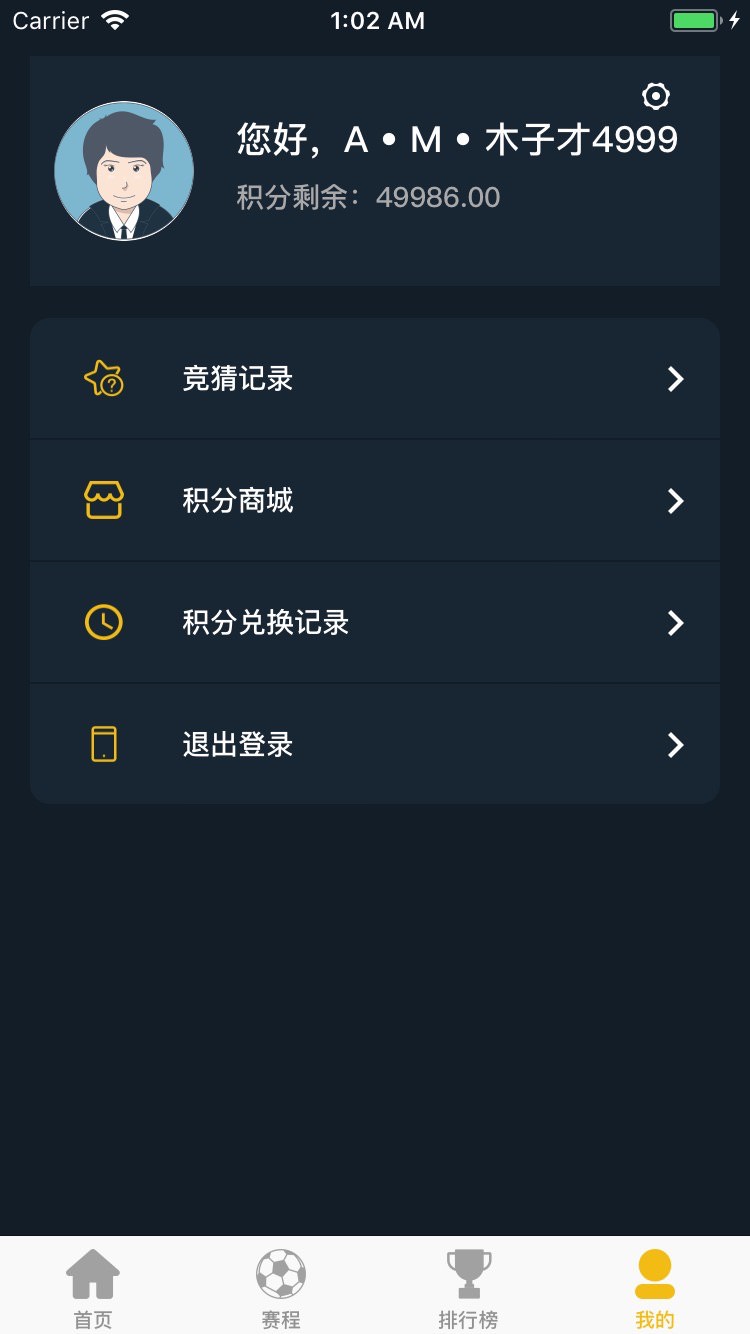 Carrier 1:02 AM
您好，A • M • 木子才4999
积分剩余：49986.00
竞猜记录
积分商城
积分兑换记录
退出登录
首页 赛程 排行榜 我的